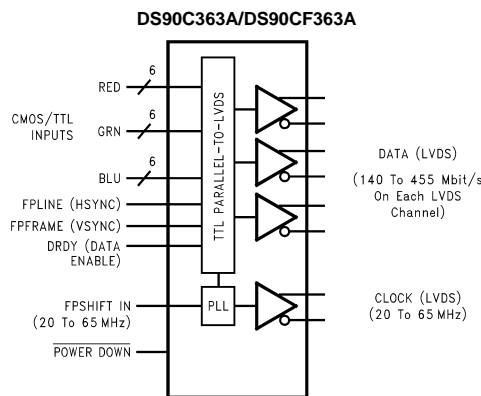 DS90C363A/DS90CF363A
RED
6
CMOS/TTL
INPUTS
GRN
6
BLU
6
FPLINE (HSYNC)
FPFRAME (VSYNC)
DRDY (DATA
ENABLE)
FPSHIFT IN
(20 To 65 MHz)
POWER DOWN
TTL PARALLEL-TO-LVDS
PLL
DATA (LVDS)
(140 To 455 Mbit/s
On Each LVDS
Channel)
CLOCK (LVDS)
(20 To 65 MHz)